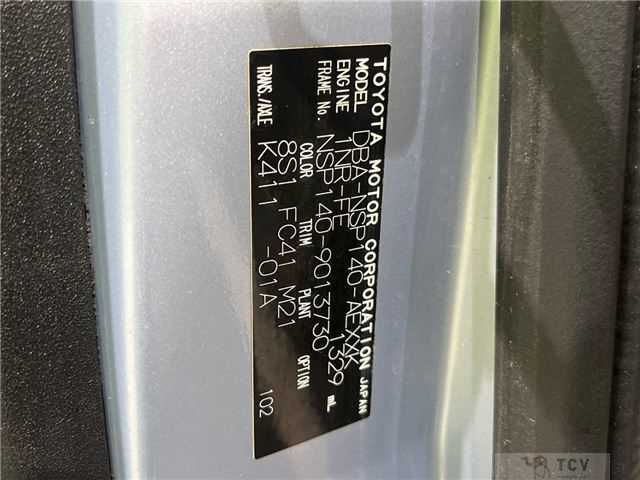 TOYOTA MOTOR CORPORATION JAPAN
MODEL DBA-NSP140-AEXXK
ENGINE 1NR-FE 1329 mL
FRAME No. NSP140-9013730
COLOR TRIM PLANT OPTION
8S1 FC41 M21
TRANS./AXLE K411 -01A
102
TCV